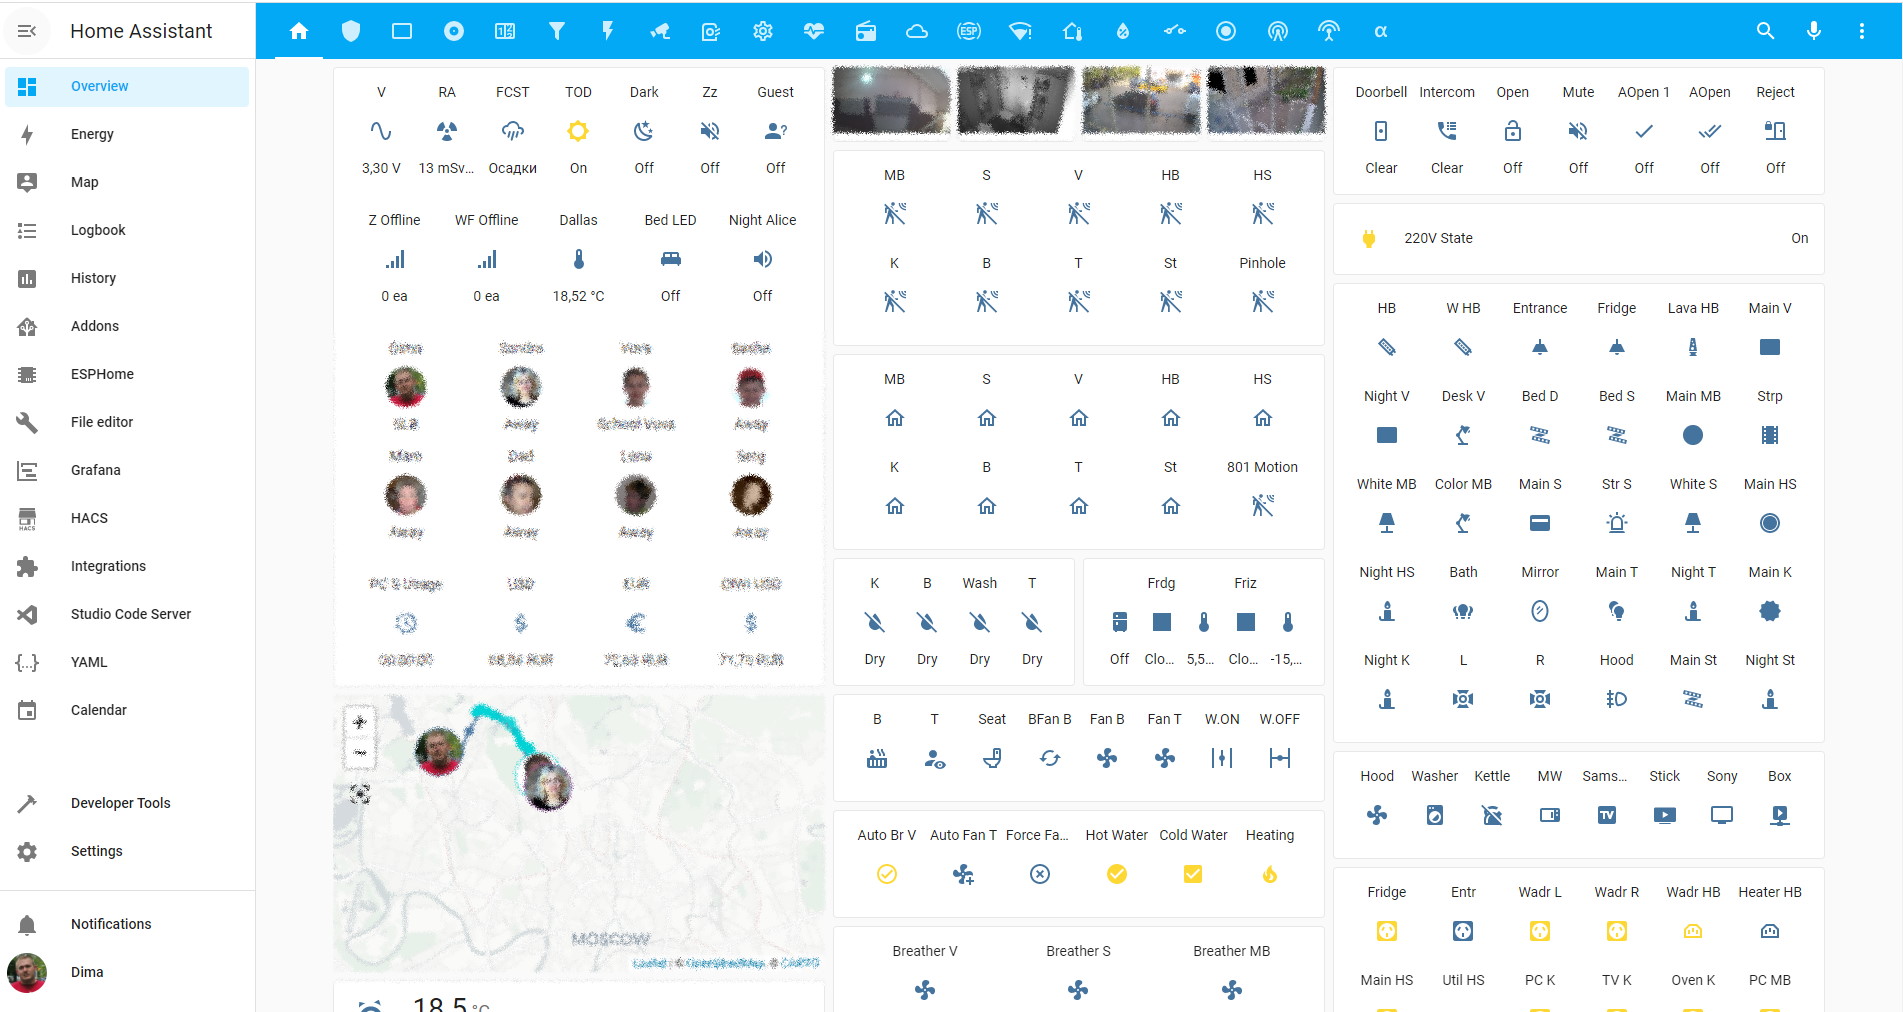 Home Assistant
Overview
Energy
Map
Logbook
History
Addons
ESPHome
File editor
Grafana
HACS
HACS
Integrations
Studio Code Server
YAML
Calendar
Developer Tools
Settings
Notifications
Dima
ESP
V RA FCST TOD Dark Zz Guest
3,30 V 13 mSv... Осадки On Off Off Off
Z Offline WF Offline Dallas Bed LED Night Alice
0 ea 0 ea 18,52 °C Off Off
Away Away
Away Away Away Away
MOSCOW
18,5 °C
MB S V HB HS
K B T St Pinhole
MB S V HB HS
K B T St 801 Motion
K B Wash T
Dry Dry Dry Dry
Frdg Friz
Off Clo... 5,5... Clo... -15,...
B T Seat BFan B Fan B Fan T W.ON W.OFF
Auto Br V Auto Fan T Force Fa... Hot Water Cold Water Heating
Breather V Breather S Breather MB
Doorbell Intercom Open Mute AOpen 1 AOpen Reject
Clear Clear Off Off Off Off Off
220V State On
HB W HB Entrance Fridge Lava HB Main V
Night V Desk V Bed D Bed S Main MB Strp
White MB Color MB Main S Str S White S Main HS
Night HS Bath Mirror Main T Night T Main K
Night K L R Hood Main St Night St
Hood Washer Kettle MW Sams... Stick Sony Box
TV
Fridge Entr Wadr L Wadr R Wadr HB Heater HB
Main HS Util HS PC K TV K Oven K PC MB